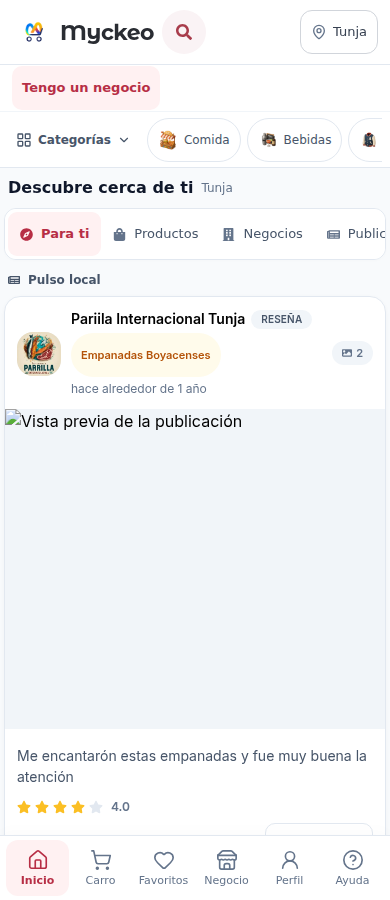 Myckeo
Tunja
Tengo un negocio
Categorías
Comida
Bebidas
Descubre cerca de ti Tunja
Para ti
Productos
Negocios
Public
Pulso local
Pariila Internacional Tunja RESEÑA
PARRILLA
Empanadas Boyacenses
2
hace alrededor de 1 año
Vista previa de la publicación
Me encantarón estas empanadas y fue muy buena la
atención
4.0
Inicio
Carro
Favoritos
Negocio
Perfil
Ayuda